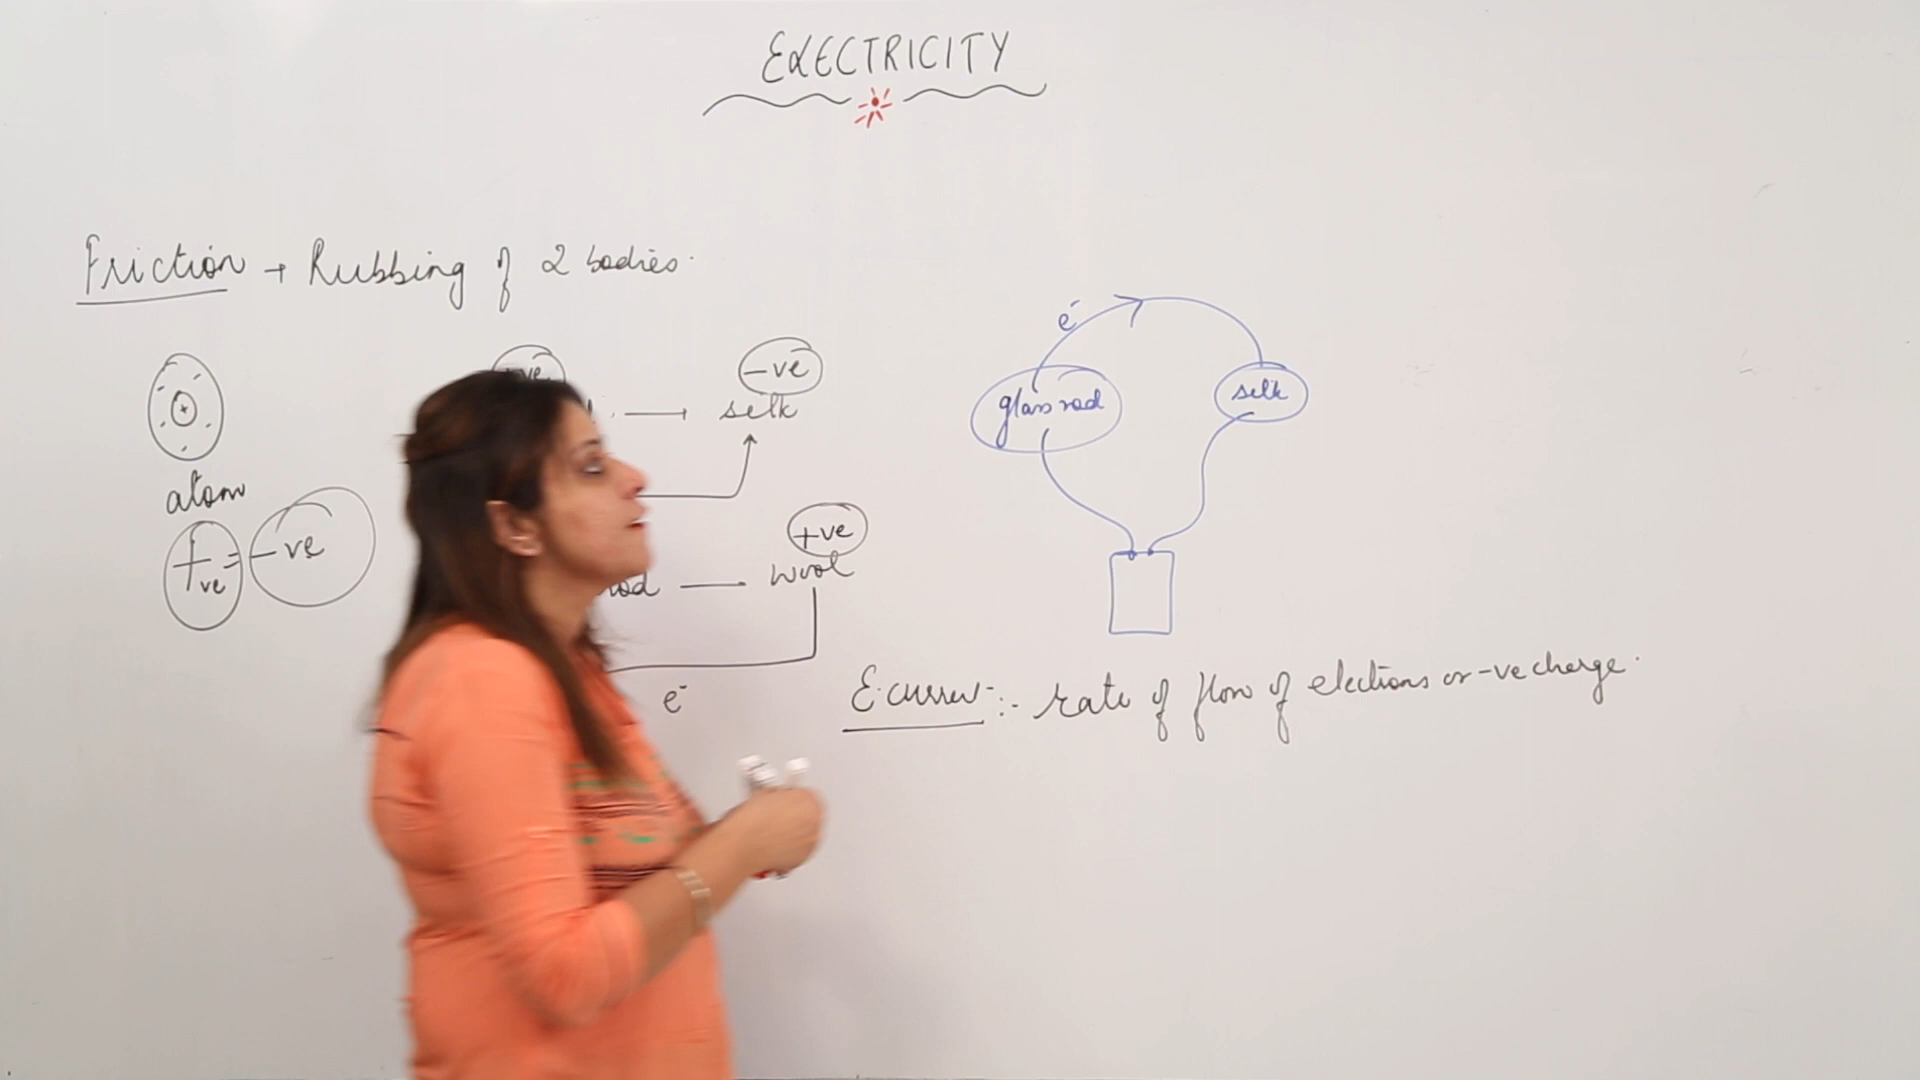 ELECTRICITY
Friction → Rubbing of 2 bodies.
−ve
silk
atom
+ve = −ve
+ve
rod — wool
e⁻
e⁻
glass rod
silk
E. current :- rate of flow of electrons or -ve charge.